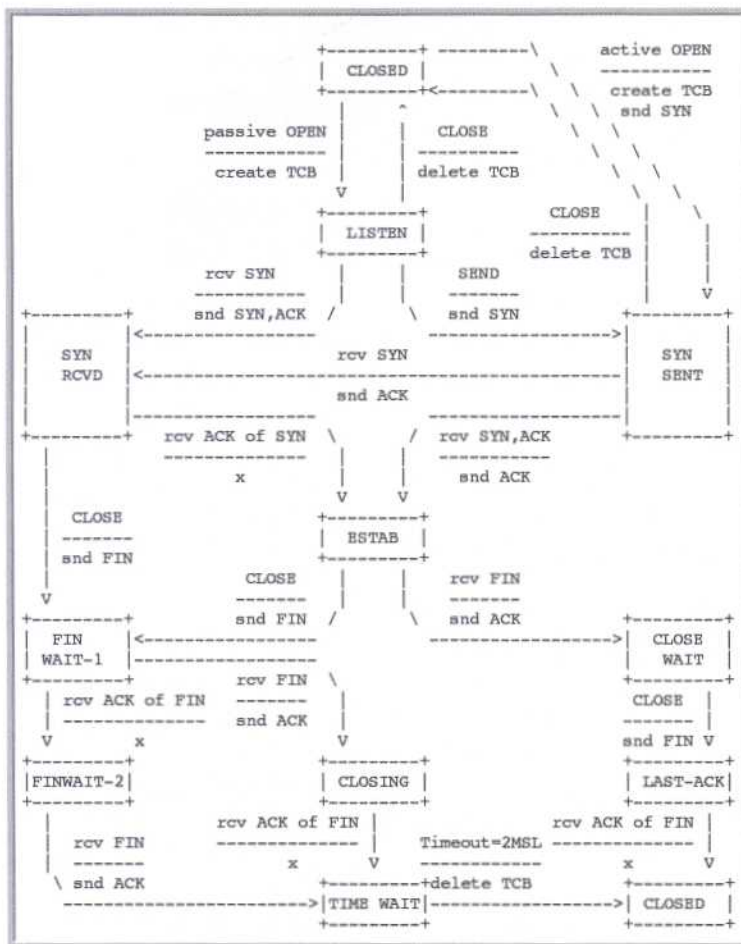 +---------+ ---------\ active OPEN
| CLOSED | \ -----------
+---------+<---------\ \ create TCB
| ^ \ \ snd SYN
passive OPEN | | CLOSE \ \
------------ | | ---------- \ \
create TCB | | delete TCB \ \
V | \ \
+---------+ CLOSE | \
| LISTEN | ---------- | |
+---------+ delete TCB | |
rcv SYN | | SEND | |
----------- | | ------- | V
+---------+ snd SYN,ACK / \ snd SYN +---------+
| |<----------------- ------------------>| |
| SYN | rcv SYN | SYN |
| RCVD |<-----------------------------------------------| SENT |
| | snd ACK | |
| |------------------ -------------------| |
+---------+ rcv ACK of SYN \ / rcv SYN,ACK +---------+
| -------------- | | -----------
| x | | snd ACK
| V V
| CLOSE +---------+
| ------- | ESTAB |
| snd FIN +---------+
| CLOSE | | rcv FIN
V ------- | | -------
+---------+ snd FIN / \ snd ACK +---------+
| FIN |<----------------- ------------------>| CLOSE |
| WAIT-1 |------------------ | WAIT |
+---------+ rcv FIN \ +---------+
| rcv ACK of FIN ------- | CLOSE |
| -------------- snd ACK | ------- |
V x V snd FIN V
+---------+ +---------+ +---------+
|FINWAIT-2| | CLOSING | | LAST-ACK|
+---------+ +---------+ +---------+
| rcv ACK of FIN | rcv ACK of FIN |
| rcv FIN -------------- | Timeout=2MSL -------------- |
| ------- x V ------------ x V
\ snd ACK +---------+delete TCB +---------+
------------------------>|TIME WAIT|------------------>| CLOSED |
+---------+ +---------+